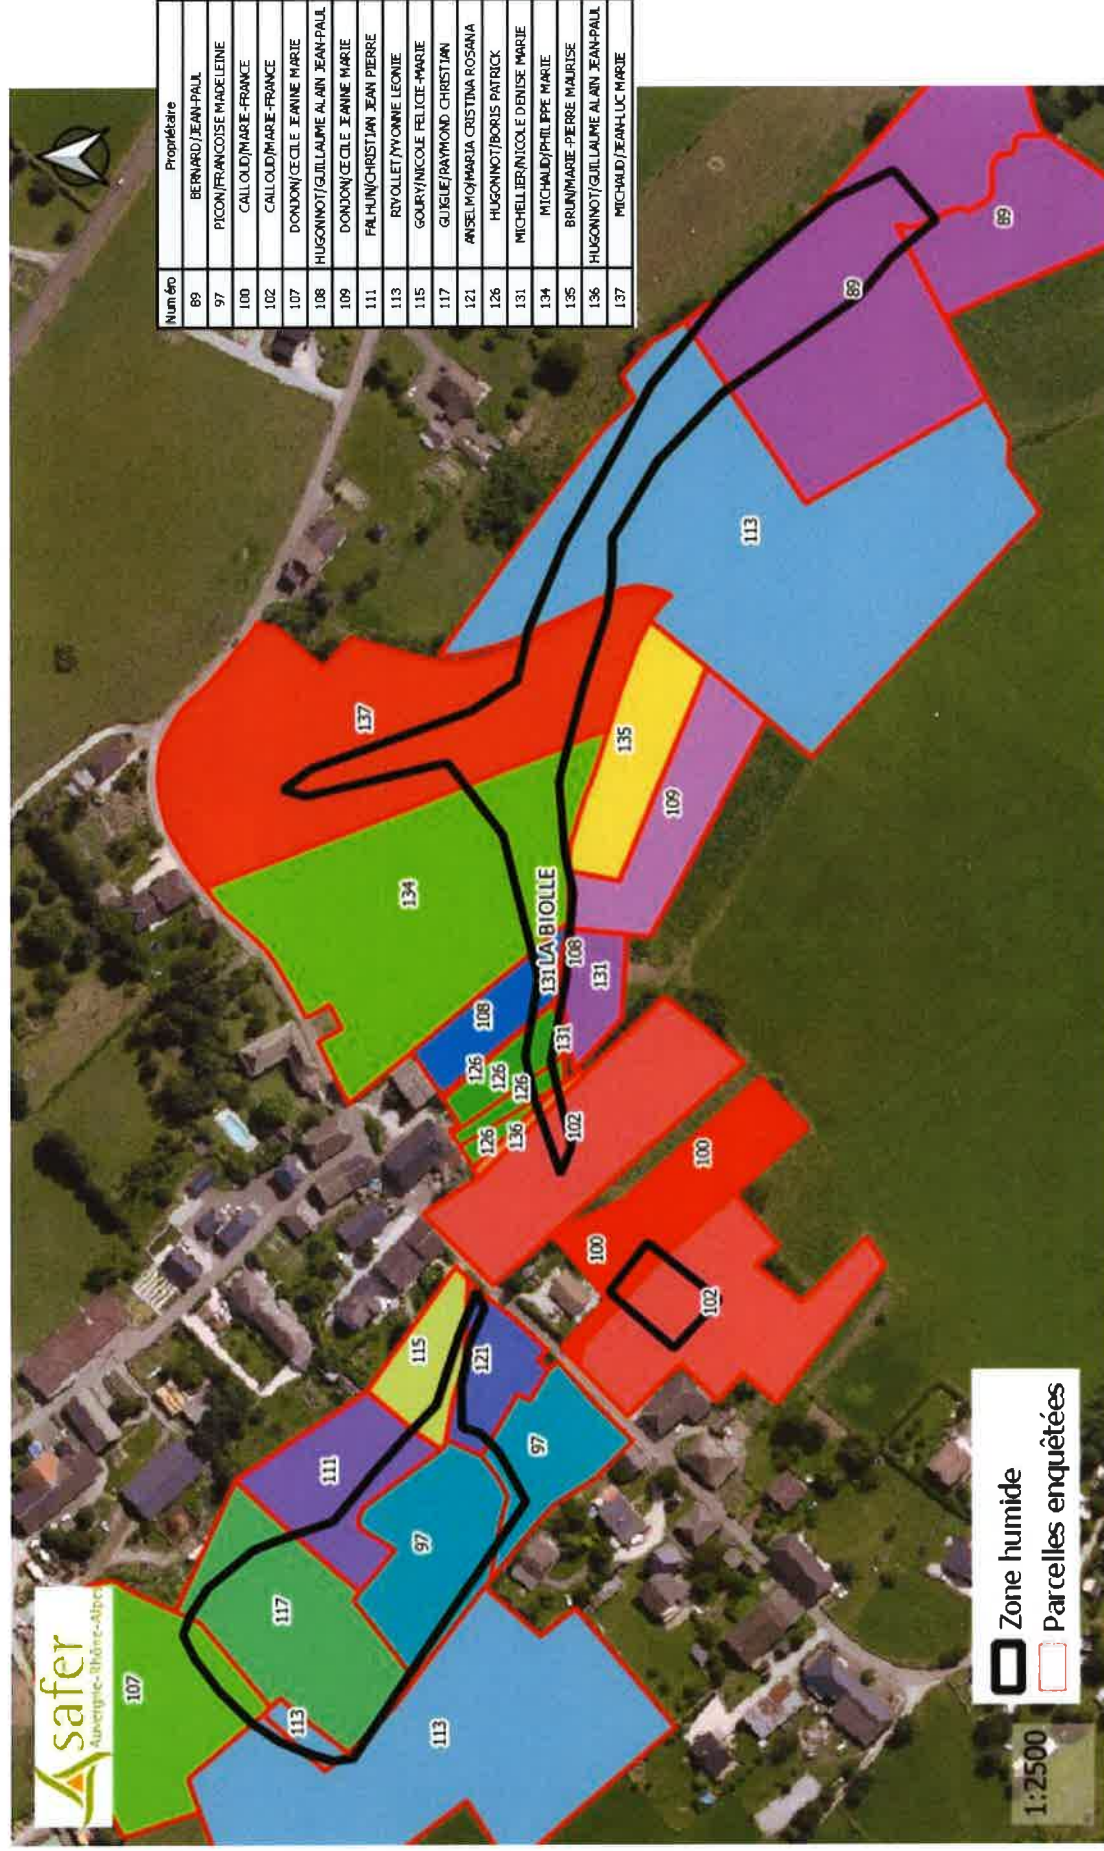 safer
Auvergne-Rhône-Alpes
Numéro Propriétaire
89 BERNARD/JEAN-PAUL
97 PICON/FRANCOISE MADELEINE
100 CALLOUD/MARIE-FRANCE
102 CALLOUD/MARIE-FRANCE
107 DONJON/CECILE JEANNE MARIE
108 HUGONNOT/GUILLAUME ALAIN JEAN-PAUL
109 DONJON/CECILE JEANNE MARIE
111 FALHUN/CHRISTIAN JEAN PIERRE
113 RIVOLLET/YVONNE LEONIE
115 GOURY/NICOLE FELICIE-MARIE
117 GUIGUE/RAYMOND CHRISTIAN
121 ANSELMO/MARIA CRISTINA ROSANA
126 HUGONNOT/BORIS PATRICK
131 MICHELLIER/NICOLE DENISE MARIE
134 MICHAUD/PHILIPPE MARIE
135 BRUN/MARIE-PIERRE MAURISE
136 HUGONNOT/GUILLAUME ALAIN JEAN-PAUL
137 MICHAUD/JEAN-LUC MARIE
107
117
113
113
111
97
97
115
121
137
134
108
126
126
126
126
136
131
LA BIOLLE
108
131
131
102
135
109
113
89
89
100
100
102
Zone humide
Parcelles enquêtées
1:2500